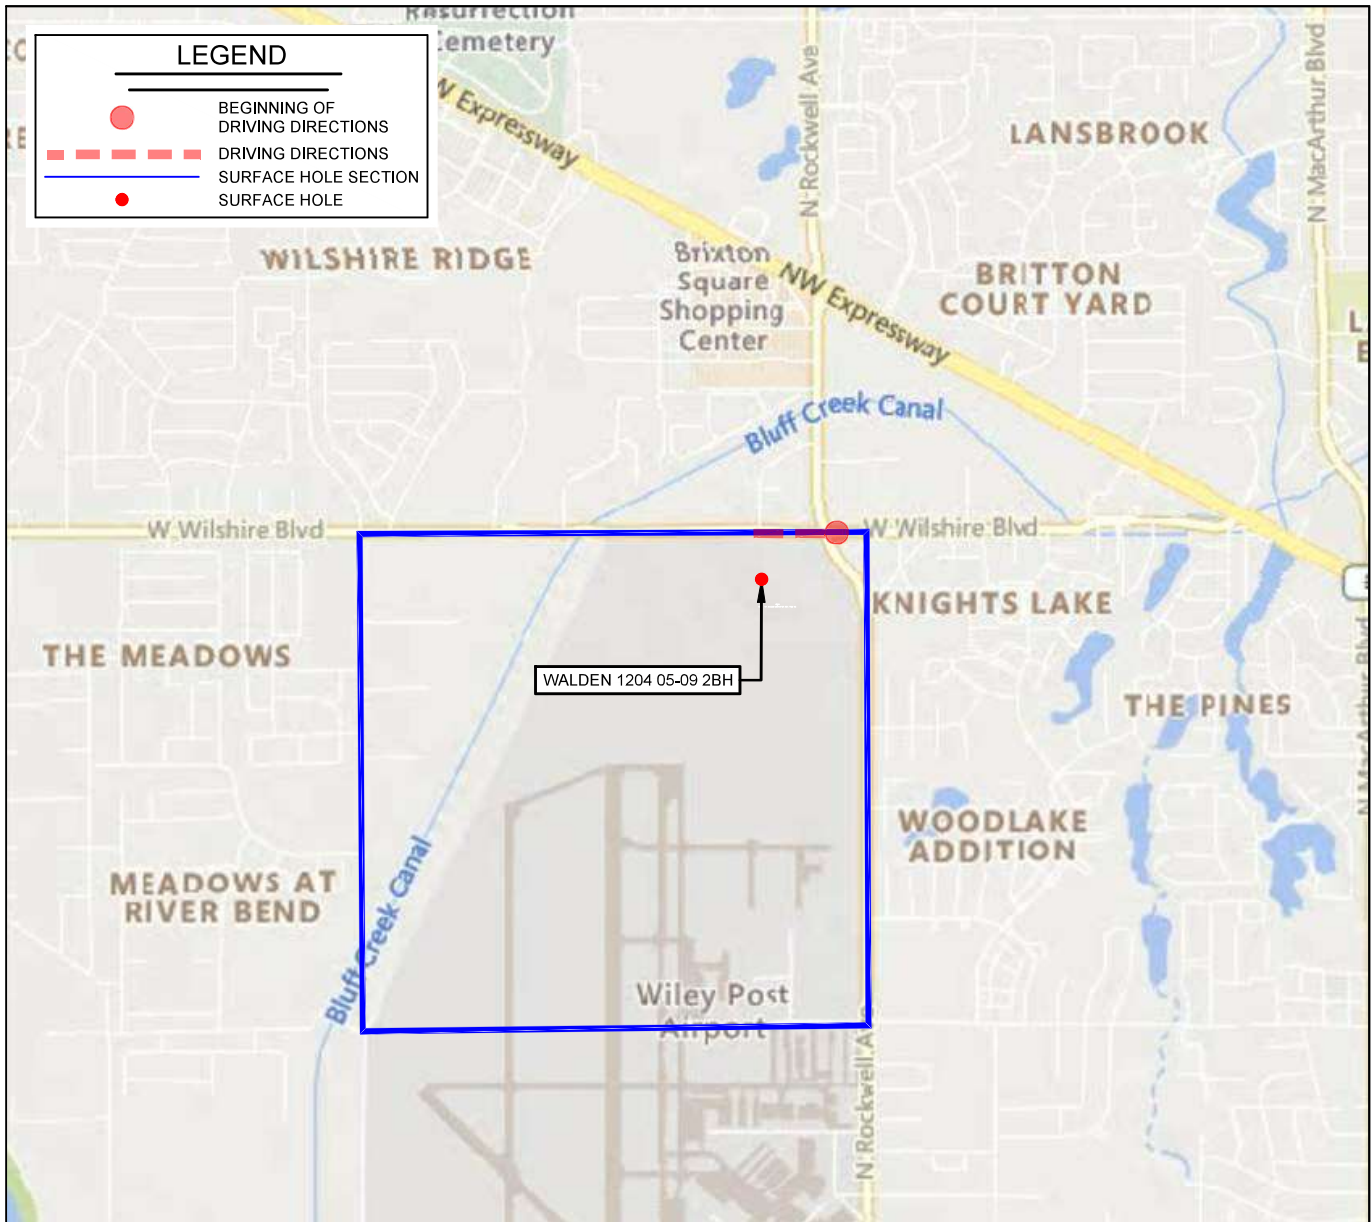 Resurrection
Cemetery
LEGEND
BEGINNING OF
DRIVING DIRECTIONS
DRIVING DIRECTIONS
SURFACE HOLE SECTION
SURFACE HOLE
W Expressway
N Rockwell Ave
LANSBROOK
N MacArthur Blvd
WILSHIRE RIDGE
Brixton
Square
Shopping
Center
NW Expressway
BRITTON
COURT YARD
Bluff Creek Canal
W Wilshire Blvd
W Wilshire Blvd
KNIGHTS LAKE
THE MEADOWS
WALDEN 1204 05-09 2BH
THE PINES
N MacArthur Blvd
WOODLAKE
ADDITION
MEADOWS AT
RIVER BEND
Bluff Creek Canal
Wiley Post
Airport
N Rockwell Ave